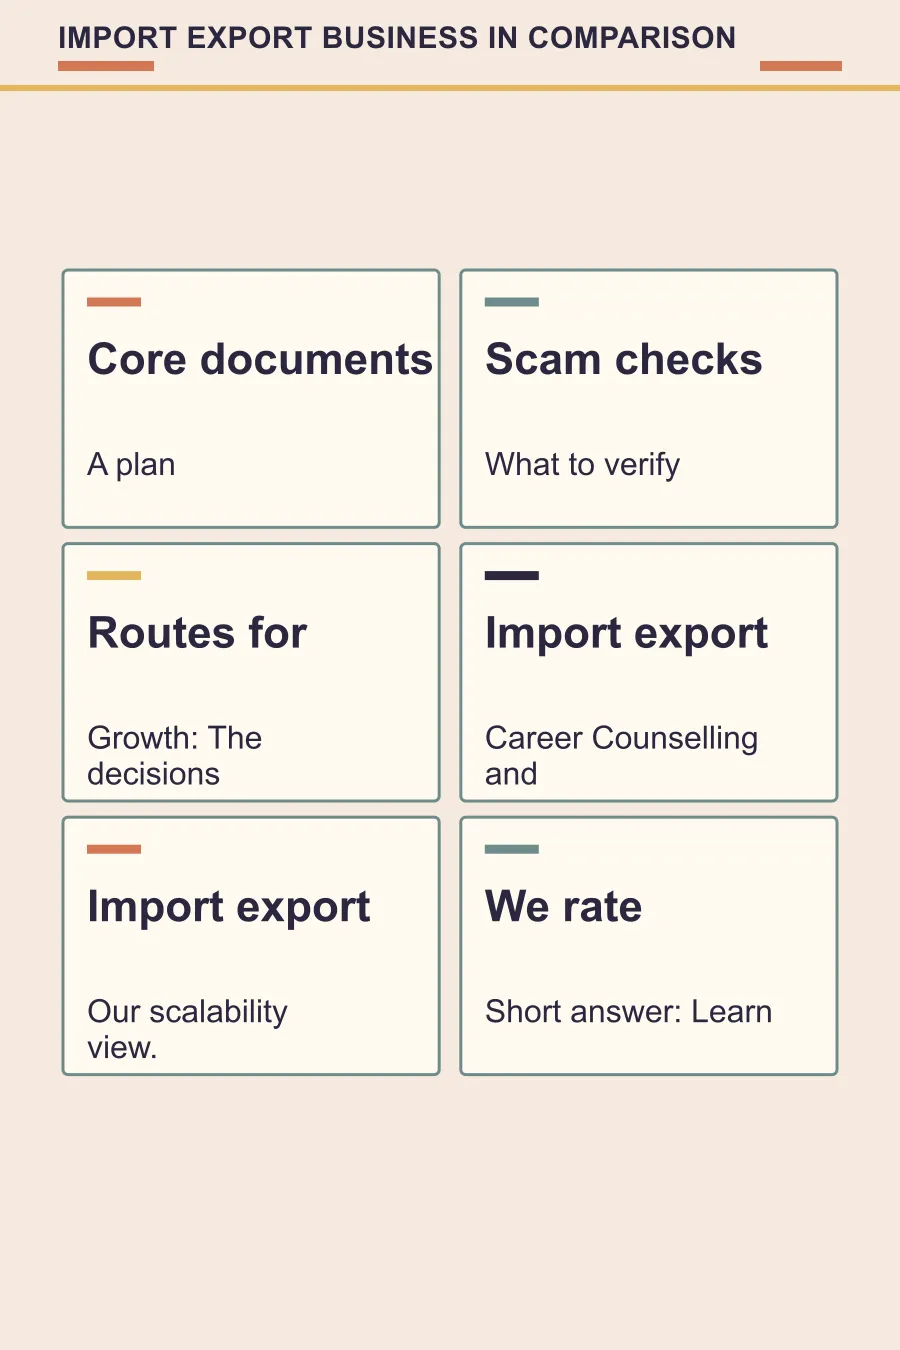 IMPORT EXPORT BUSINESS IN COMPARISON
Core documents
A plan
Scam checks
What to verify
Routes for
Growth: The
decisions
Import export
Career Counselling
and
Import export
Our scalability
view.
We rate
Short answer: Learn